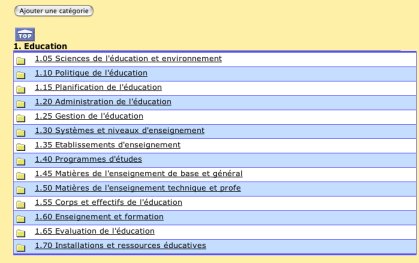 Ajouter une catégorie
TOP
1. Education
1.05 Sciences de l'éducation et environnement
1.10 Politique de l'éducation
1.15 Planification de l'éducation
1.20 Administration de l'éducation
1.25 Gestion de l'éducation
1.30 Systèmes et niveaux d'enseignement
1.35 Etablissements d'enseignement
1.40 Programmes d'études
1.45 Matières de l'enseignement de base et général
1.50 Matières de l'enseignement technique et profe
1.55 Corps et effectifs de l'éducation
1.60 Enseignement et formation
1.65 Evaluation de l'éducation
1.70 Installations et ressources éducatives